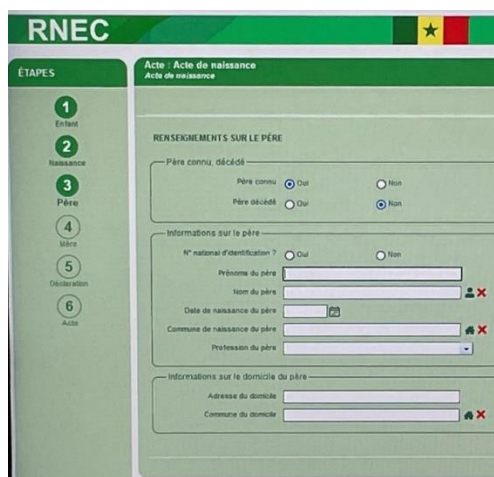 RNEC
ÉTAPES
1
Enfant
2
Naissance
3
Père
4
Mère
5
Déclaration
6
Acte
Acte : Acte de naissance
Acte de naissance
RENSEIGNEMENTS SUR LE PÈRE
Père connu, décédé
Père connu Oui Non
Père décédé Oui Non
Informations sur le père
N° national d'identification ? Oui Non
Prénoms du père
Nom du père
Date de naissance du père
Commune de naissance du père
Profession du père
Informations sur le domicile du père
Adresse du domicile
Commune du domicile